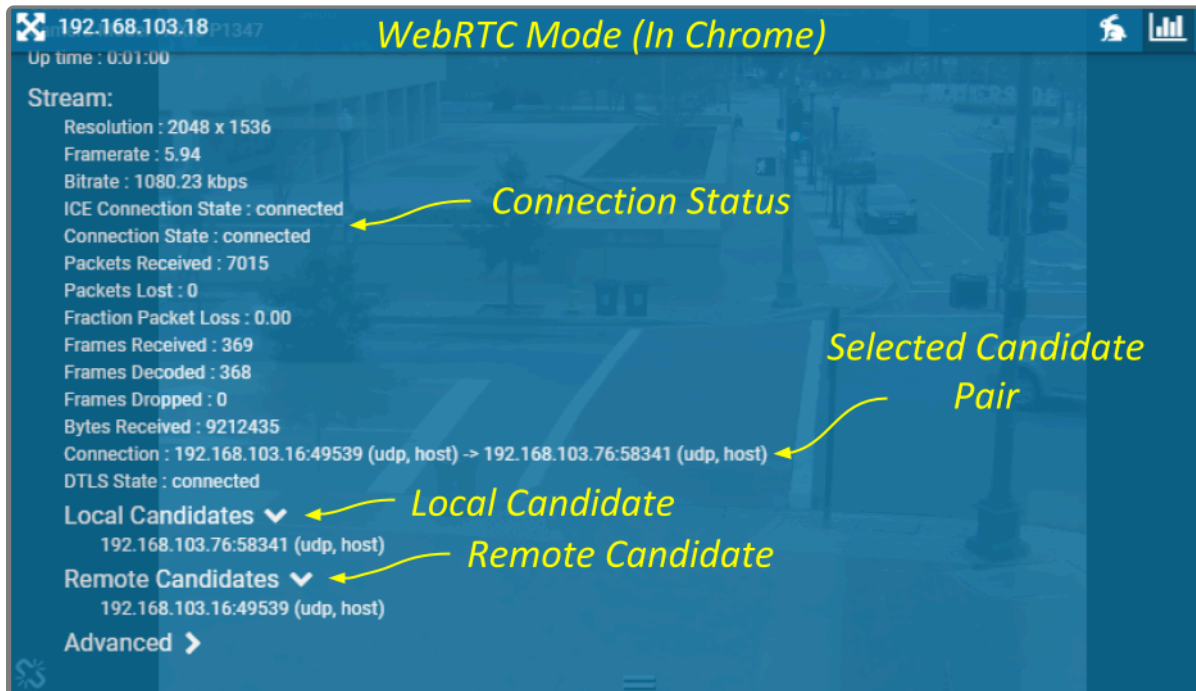 192.168.103.18 P1347
WebRTC Mode (In Chrome)
Up time : 0:01:00
Stream:
Resolution : 2048 x 1536
Framerate : 5.94
Bitrate : 1080.23 kbps
ICE Connection State : connected
Connection Status
Connection State : connected
Packets Received : 7015
Packets Lost : 0
Fraction Packet Loss : 0.00
Frames Received : 369
Selected Candidate
Pair
Frames Decoded : 368
Frames Dropped : 0
Bytes Received : 9212435
Connection : 192.168.103.16:49539 (udp, host) -> 192.168.103.76:58341 (udp, host)
DTLS State : connected
Local Candidates
Local Candidate
192.168.103.76:58341 (udp, host)
Remote Candidates
Remote Candidate
192.168.103.16:49539 (udp, host)
Advanced